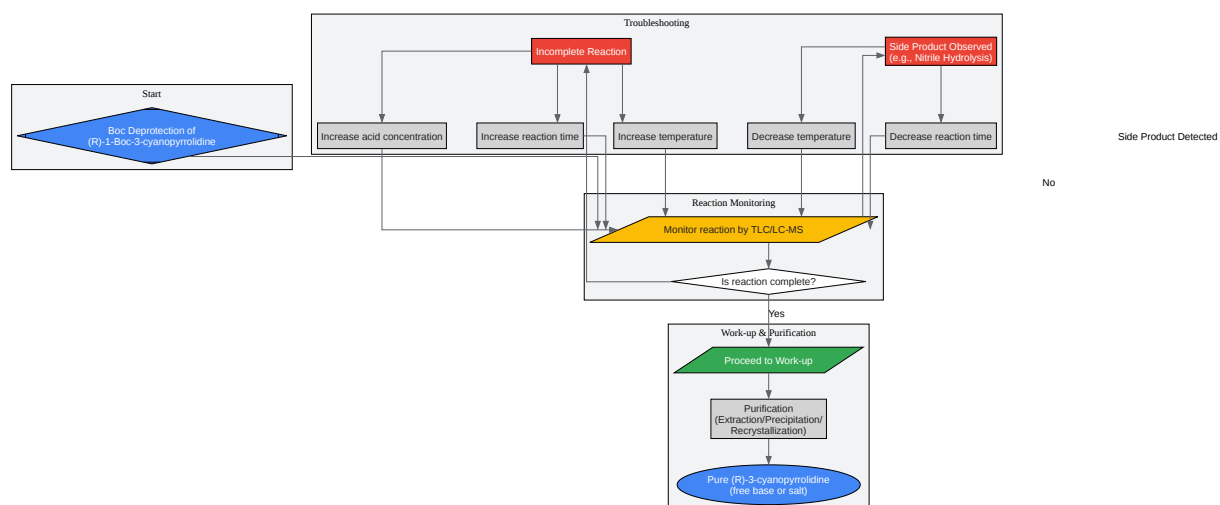 Troubleshooting
Incomplete Reaction
Side Product Observed
(e.g., Nitrile Hydrolysis)
Start
Boc Deprotection of
(R)-1-Boc-3-cyanopyrrolidine
Increase acid concentration
Increase reaction time
Increase temperature
Decrease temperature
Decrease reaction time
Side Product Detected
No
Reaction Monitoring
Monitor reaction by TLC/LC-MS
Is reaction complete?
Yes
Work-up & Purification
Proceed to Work-up
Purification
(Extraction/Precipitation/
Recrystallization)
Pure (R)-3-cyanopyrrolidine
(free base or salt)